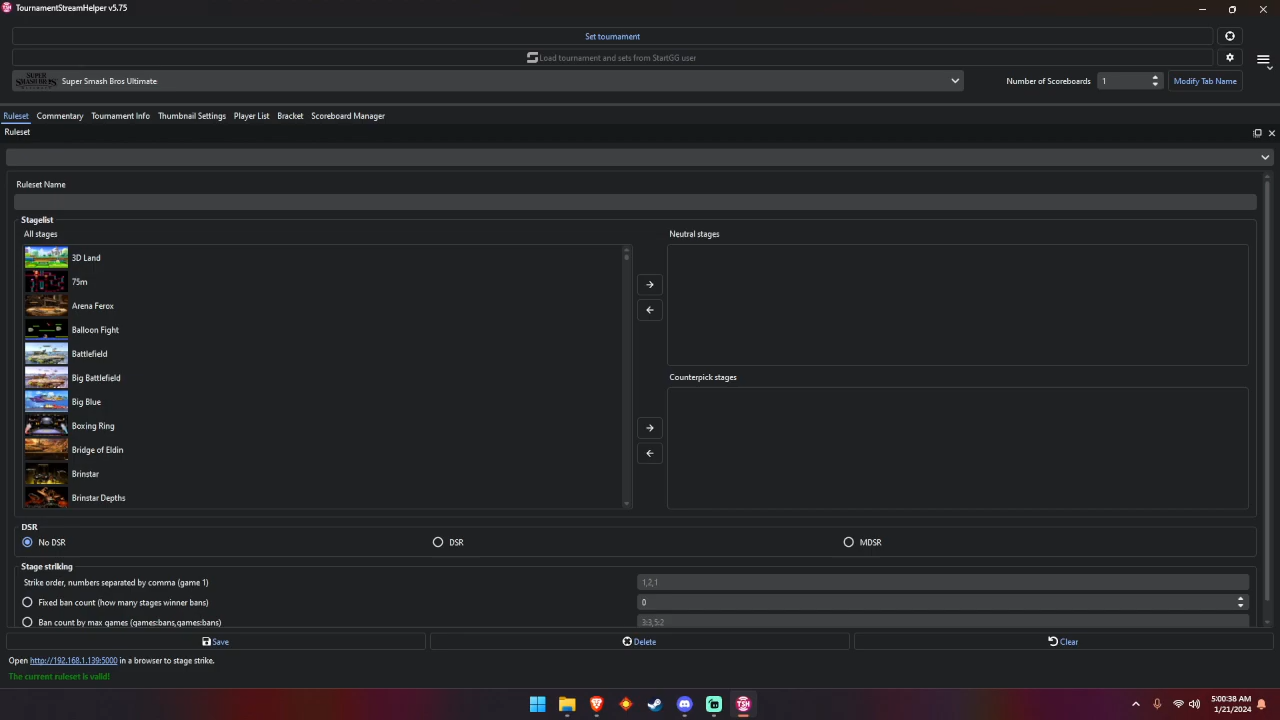 TournamentStreamHelper v5.75
Set tournament
Load tournament and sets from StartGG user
SUPER SMASH BROS Super Smash Bros Ultimate
Number of Scoreboards 1 Modify Tab Name
Ruleset Commentary Tournament Info Thumbnail Settings Player List Bracket Scoreboard Manager
Ruleset
Ruleset Name
Stagelist
All stages
Neutral stages
3D Land
75m
Arena Ferox
Balloon Fight
Battlefield
Big Battlefield
Big Blue
Boxing Ring
Bridge of Eldin
Brinstar
Brinstar Depths
Counterpick stages
DSR
No DSR DSR MDSR
Stage striking
Strike order, numbers separated by comma (game 1) 1,2,1
Fixed ban count (how many stages winner bans) 0
Ban count by max games (games:bans,games:bans) 3:3,5:2
Save Delete Clear
Open http://192.168.1.139:5000 in a browser to stage strike.
The current ruleset is valid!
TSH
5:00:38 AM
1/21/2024